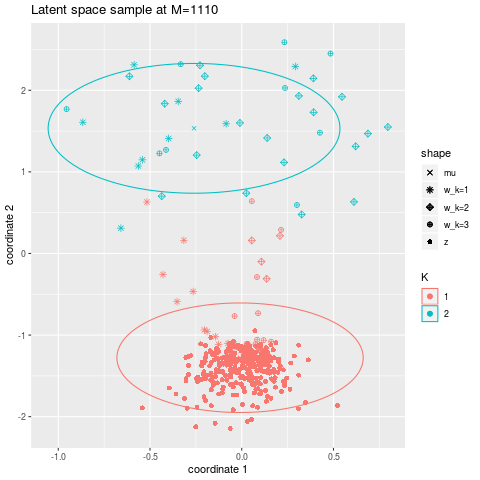 Latent space sample at M=1110
coordinate 2
2
1
0
-1
-2
-1.0
-0.5
0.0
0.5
coordinate 1
shape
mu
w_k=1
w_k=2
w_k=3
z
K
1
2